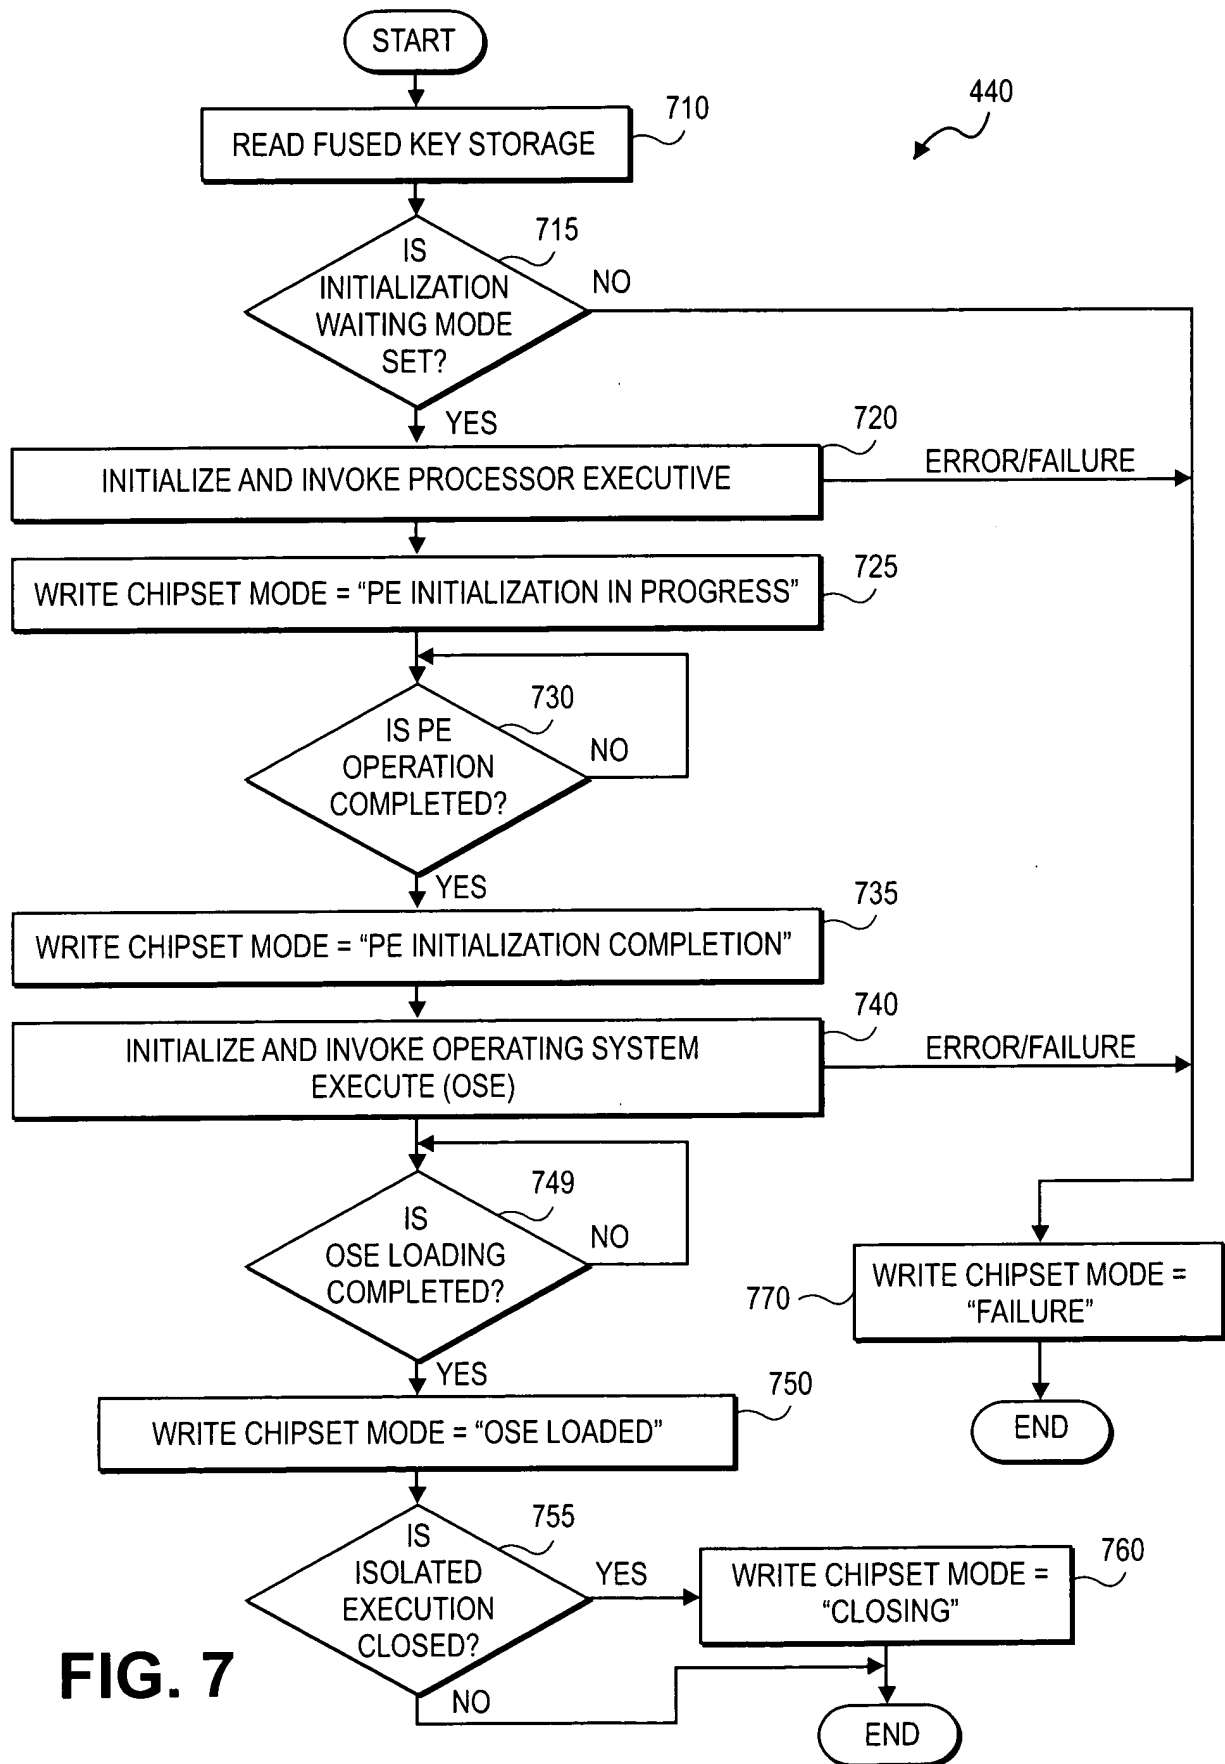 START
READ FUSED KEY STORAGE
710
440
IS
INITIALIZATION
WAITING MODE
SET?
715
NO
YES
INITIALIZE AND INVOKE PROCESSOR EXECUTIVE
720
ERROR/FAILURE
WRITE CHIPSET MODE = “PE INITIALIZATION IN PROGRESS”
725
IS PE
OPERATION
COMPLETED?
730
NO
YES
WRITE CHIPSET MODE = “PE INITIALIZATION COMPLETION”
735
INITIALIZE AND INVOKE OPERATING SYSTEM
EXECUTE (OSE)
740
ERROR/FAILURE
IS
OSE LOADING
COMPLETED?
749
NO
YES
WRITE CHIPSET MODE =
“FAILURE”
770
END
WRITE CHIPSET MODE = “OSE LOADED”
750
IS
ISOLATED
EXECUTION
CLOSED?
755
YES
NO
WRITE CHIPSET MODE =
“CLOSING”
760
END
FIG. 7